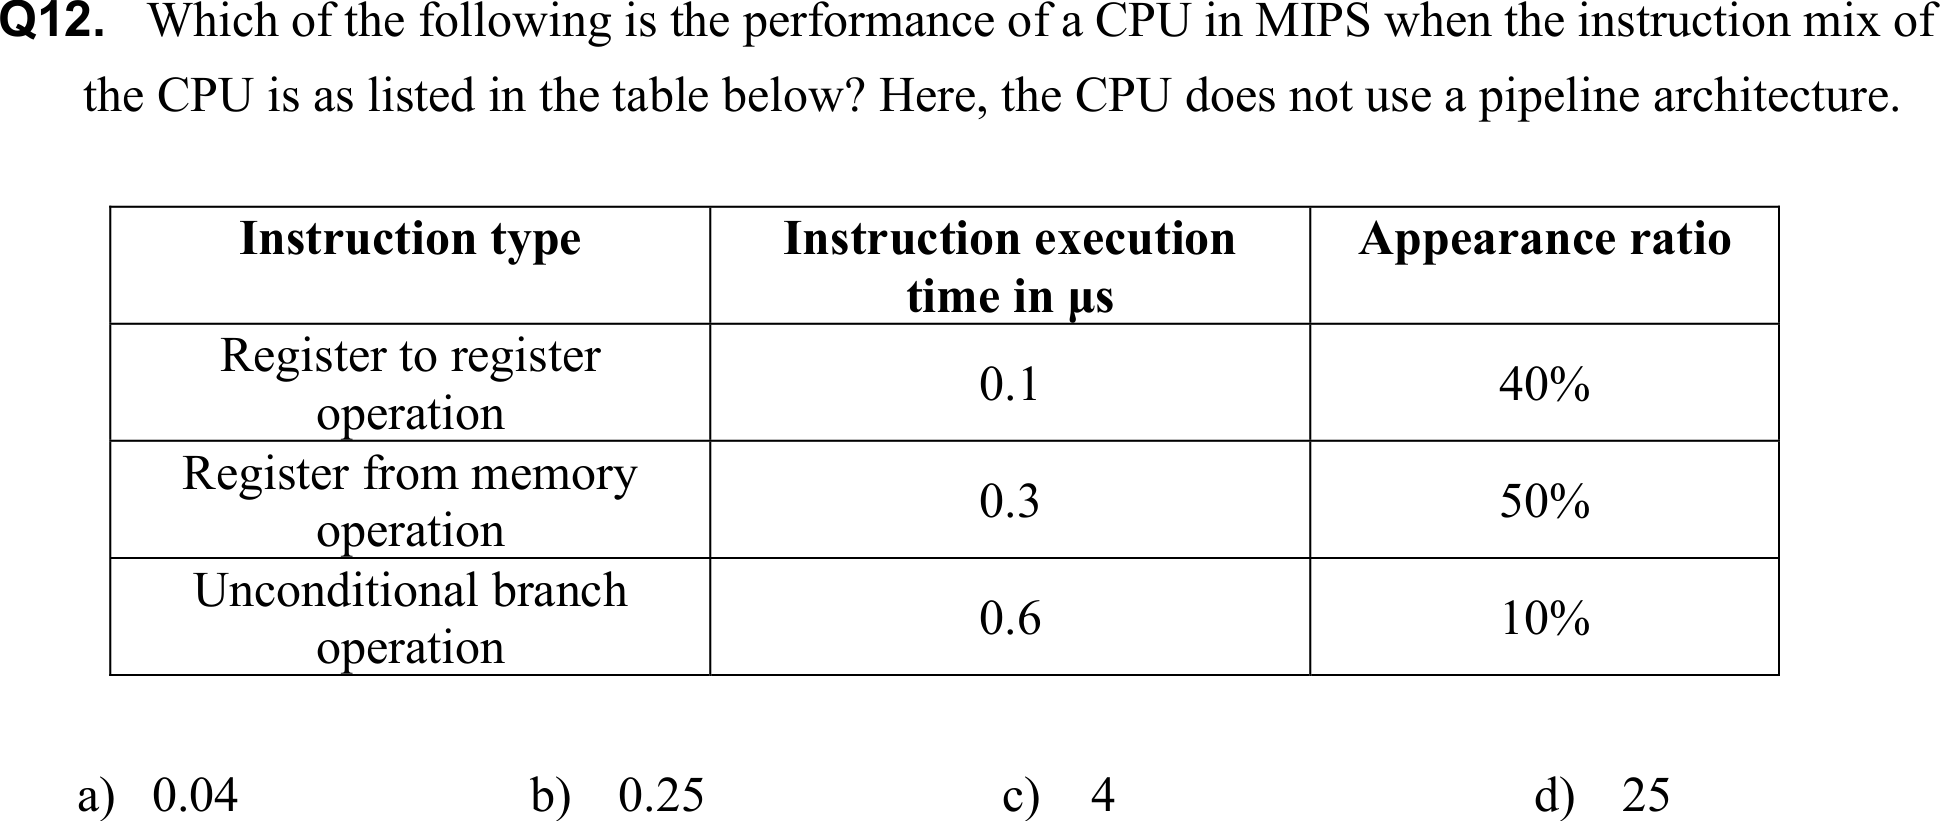 Q12. Which of the following is the performance of a CPU in MIPS when the instruction mix of
the CPU is as listed in the table below? Here, the CPU does not use a pipeline architecture.
Instruction type
Instruction execution
time in μs
Appearance ratio
Register to register
operation
0.1
40%
Register from memory
operation
0.3
50%
Unconditional branch
operation
0.6
10%
a) 0.04 b) 0.25 c) 4 d) 25